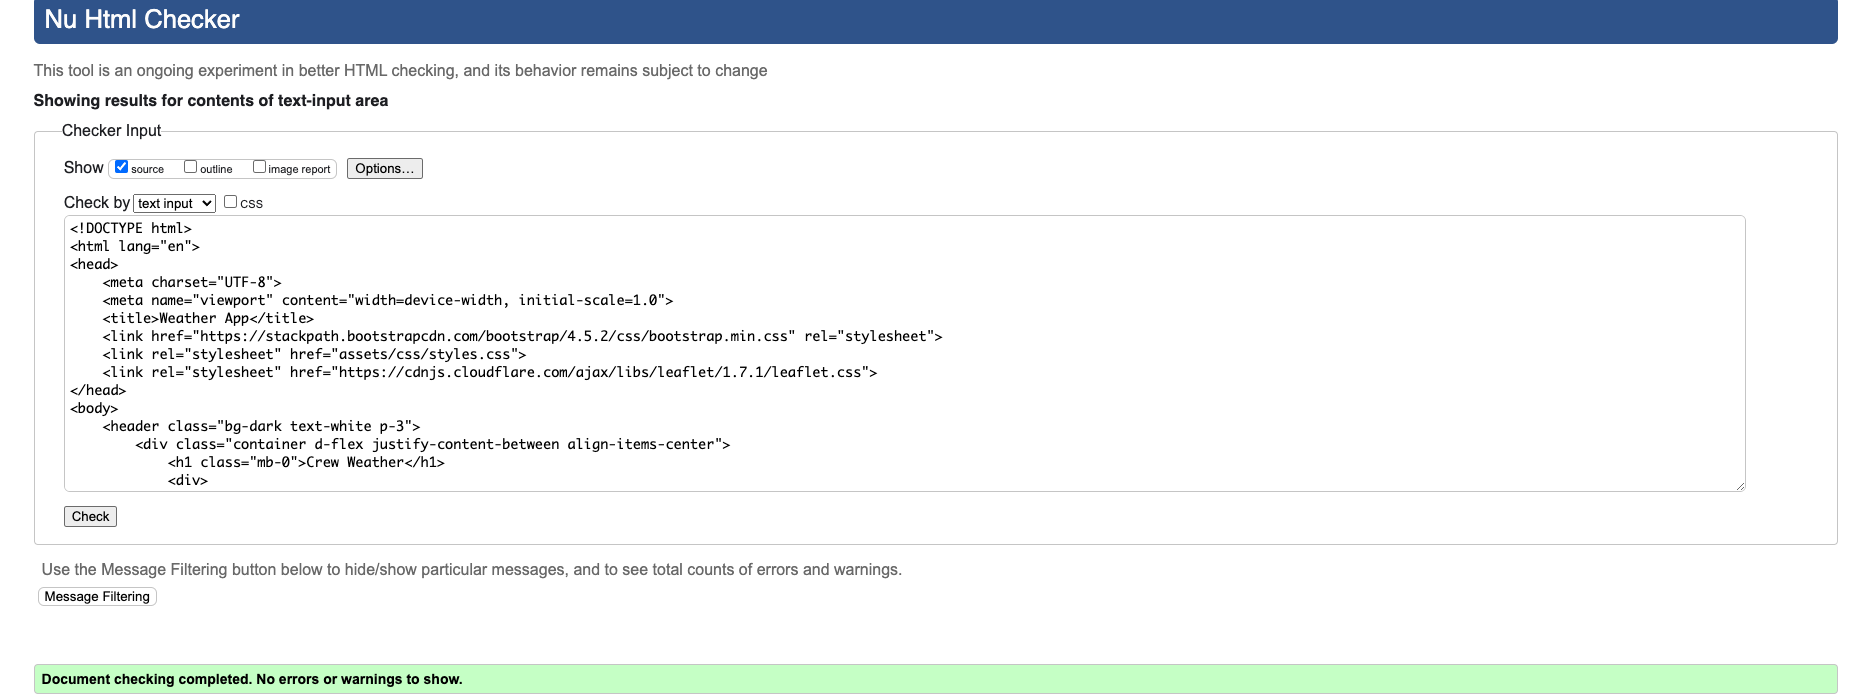 Nu Html Checker
This tool is an ongoing experiment in better HTML checking, and its behavior remains subject to change
Showing results for contents of text-input area
Checker Input
Show source outline image report Options...
Check by text input css
<!DOCTYPE html>
<html lang="en">
<head>
    <meta charset="UTF-8">
    <meta name="viewport" content="width=device-width, initial-scale=1.0">
    <title>Weather App</title>
    <link href="https://stackpath.bootstrapcdn.com/bootstrap/4.5.2/css/bootstrap.min.css" rel="stylesheet">
    <link rel="stylesheet" href="assets/css/styles.css">
    <link rel="stylesheet" href="https://cdnjs.cloudflare.com/ajax/libs/leaflet/1.7.1/leaflet.css">
</head>
<body>
    <header class="bg-dark text-white p-3">
        <div class="container d-flex justify-content-between align-items-center">
            <h1 class="mb-0">Crew Weather</h1>
            <div>
Check
Use the Message Filtering button below to hide/show particular messages, and to see total counts of errors and warnings.
Message Filtering
Document checking completed. No errors or warnings to show.